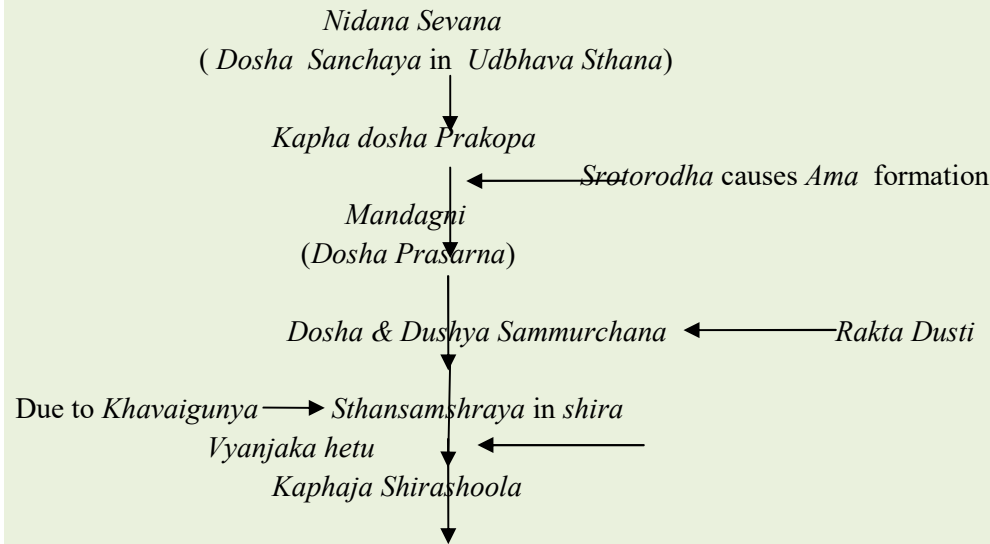 Nidana Sevana
( Dosha Sanchaya in Udbhava Sthana)
Kapha dosha Prakopa
Srotorodha causes Ama formation
Mandagni
(Dosha Prasarna)
Dosha & Dushya Sammurchana
Rakta Dusti
Due to Khavaigunya
Sthansamshraya in shira
Vyanjaka hetu
Kaphaja Shirashoola